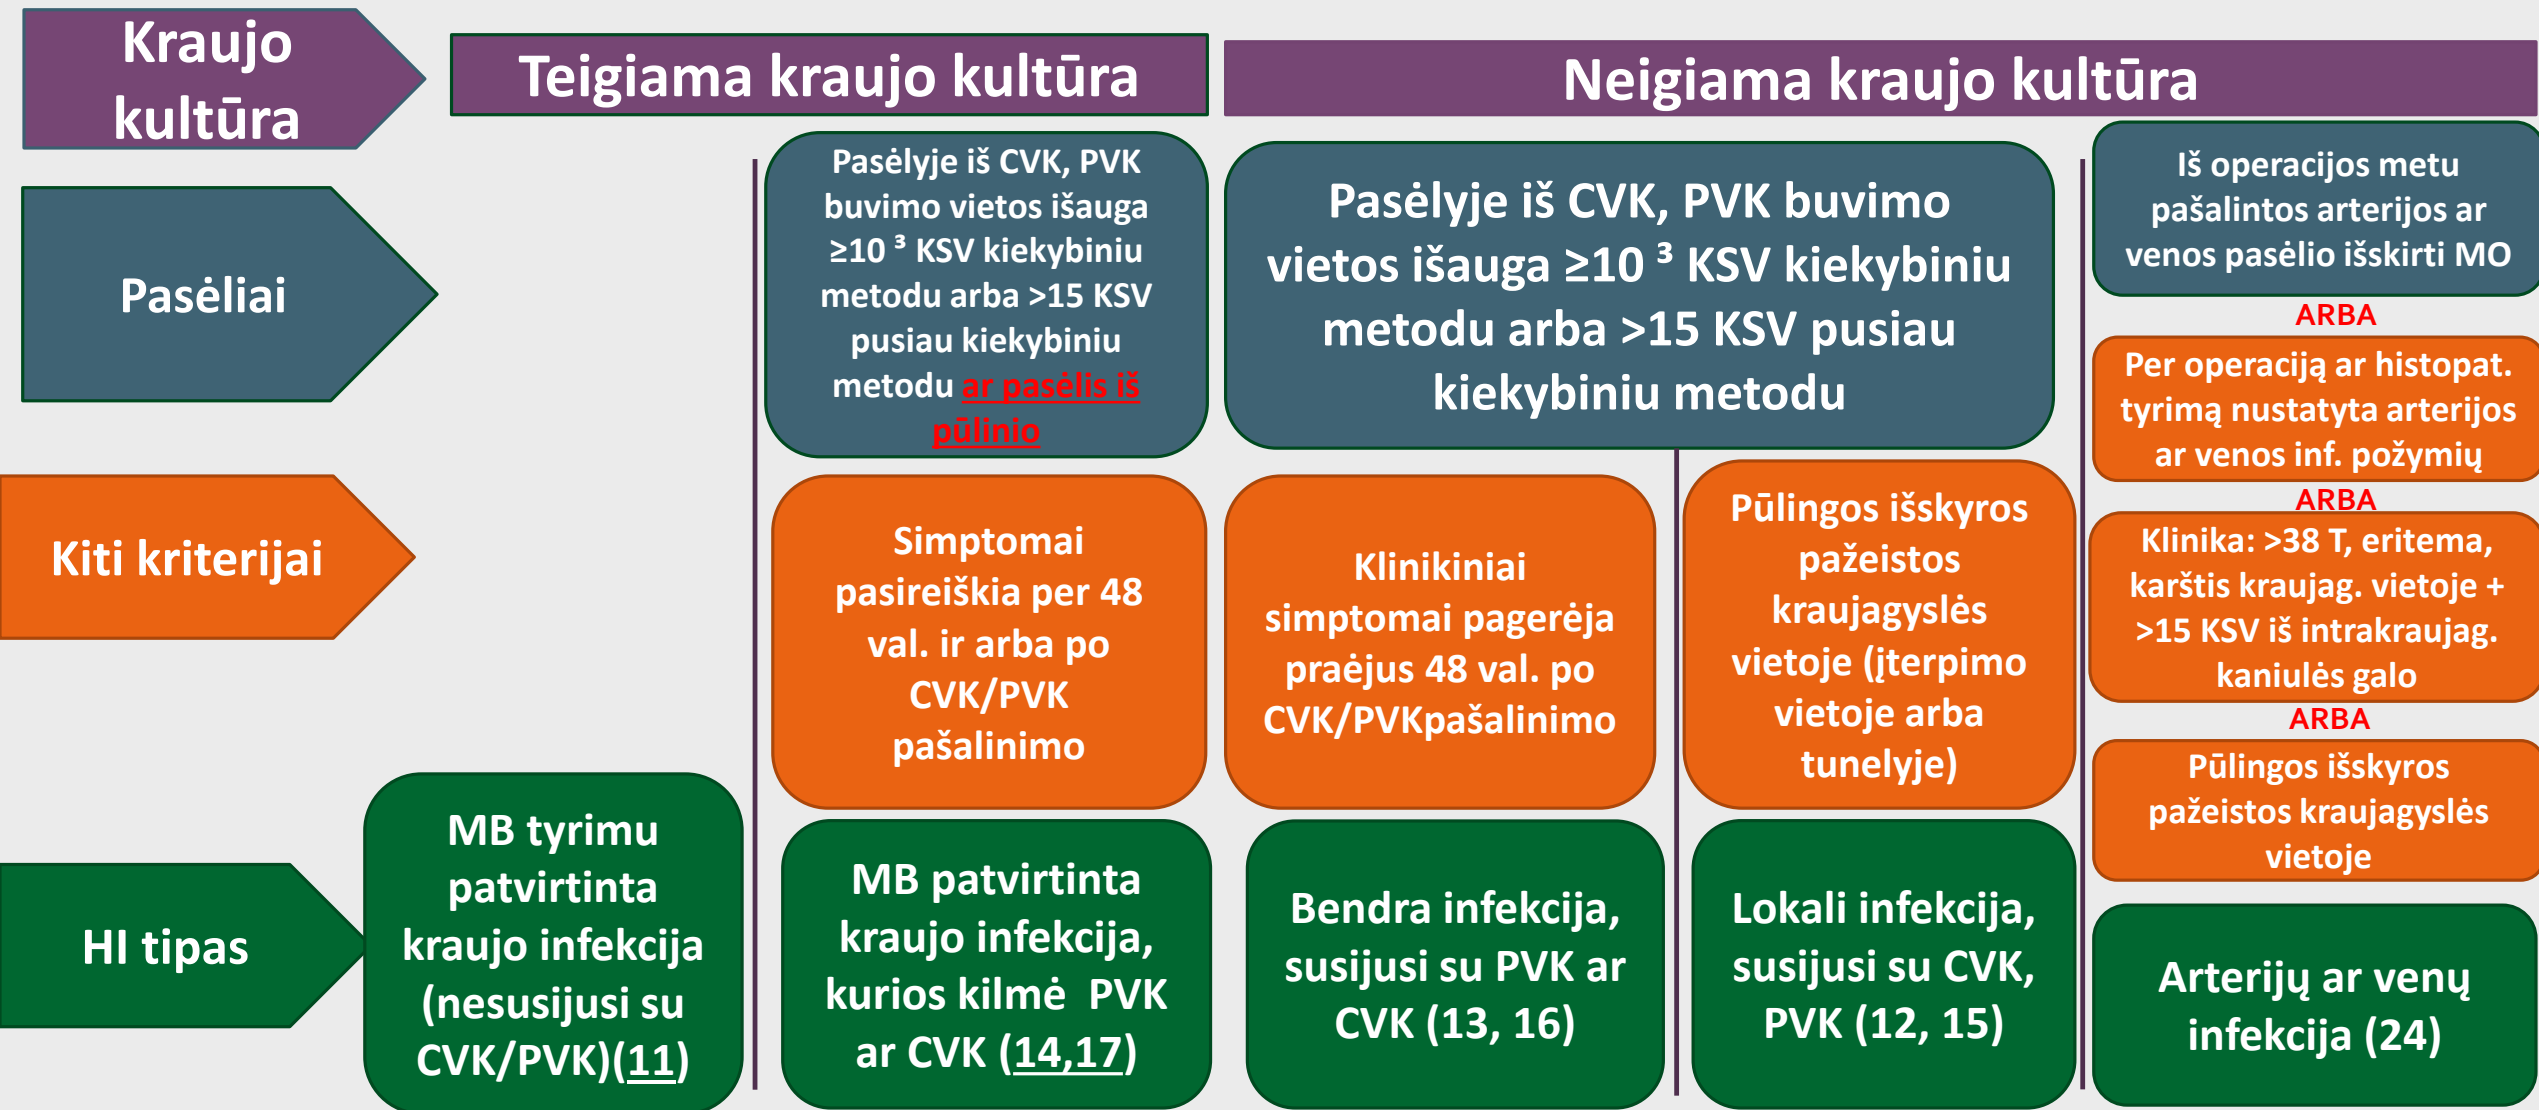 Kraujo
kultūra
Teigiama kraujo kultūra
Neigiama kraujo kultūra
Pasėliai
Pasėlyje iš CVK, PVK
buvimo vietos išauga
≥10 ³ KSV kiekybiniu
metodu arba >15 KSV
pusiau kiekybiniu
metodu ar pasėlis iš
pūlinio
Pasėlyje iš CVK, PVK buvimo
vietos išauga ≥10 ³ KSV kiekybiniu
metodu arba >15 KSV pusiau
kiekybiniu metodu
Iš operacijos metu
pašalintos arterijos ar
venos pasėlio išskirti MO
ARBA
Per operaciją ar histopat.
tyrimą nustatyta arterijos
ar venos inf. požymių
ARBA
Klinika: >38 T, eritema,
karštis kraujag. vietoje +
>15 KSV iš intrakraujag.
kaniulės galo
ARBA
Pūlingos išskyros
pažeistos kraujagyslės
vietoje
Kiti kriterijai
Simptomai
pasireiškia per 48
val. ir arba po
CVK/PVK
pašalinimo
Klinikiniai
simptomai pagerėja
praėjus 48 val. po
CVK/PVKpašalinimo
Pūlingos išskyros
pažeistos
kraujagyslės
vietoje (įterpimo
vietoje arba
tunelyje)
HI tipas
MB tyrimu
patvirtinta
kraujo infekcija
(nesusijusi su
CVK/PVK)(11)
MB patvirtinta
kraujo infekcija,
kurios kilmė PVK
ar CVK (14,17)
Bendra infekcija,
susijusi su PVK ar
CVK (13, 16)
Lokali infekcija,
susijusi su CVK,
PVK (12, 15)
Arterijų ar venų
infekcija (24)